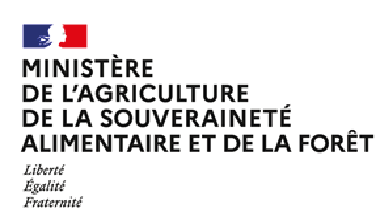 MINISTÈRE
DE L’AGRICULTURE
DE LA SOUVERAINETÉ
ALIMENTAIRE ET DE LA FORÊT
Liberté
Égalité
Fraternité